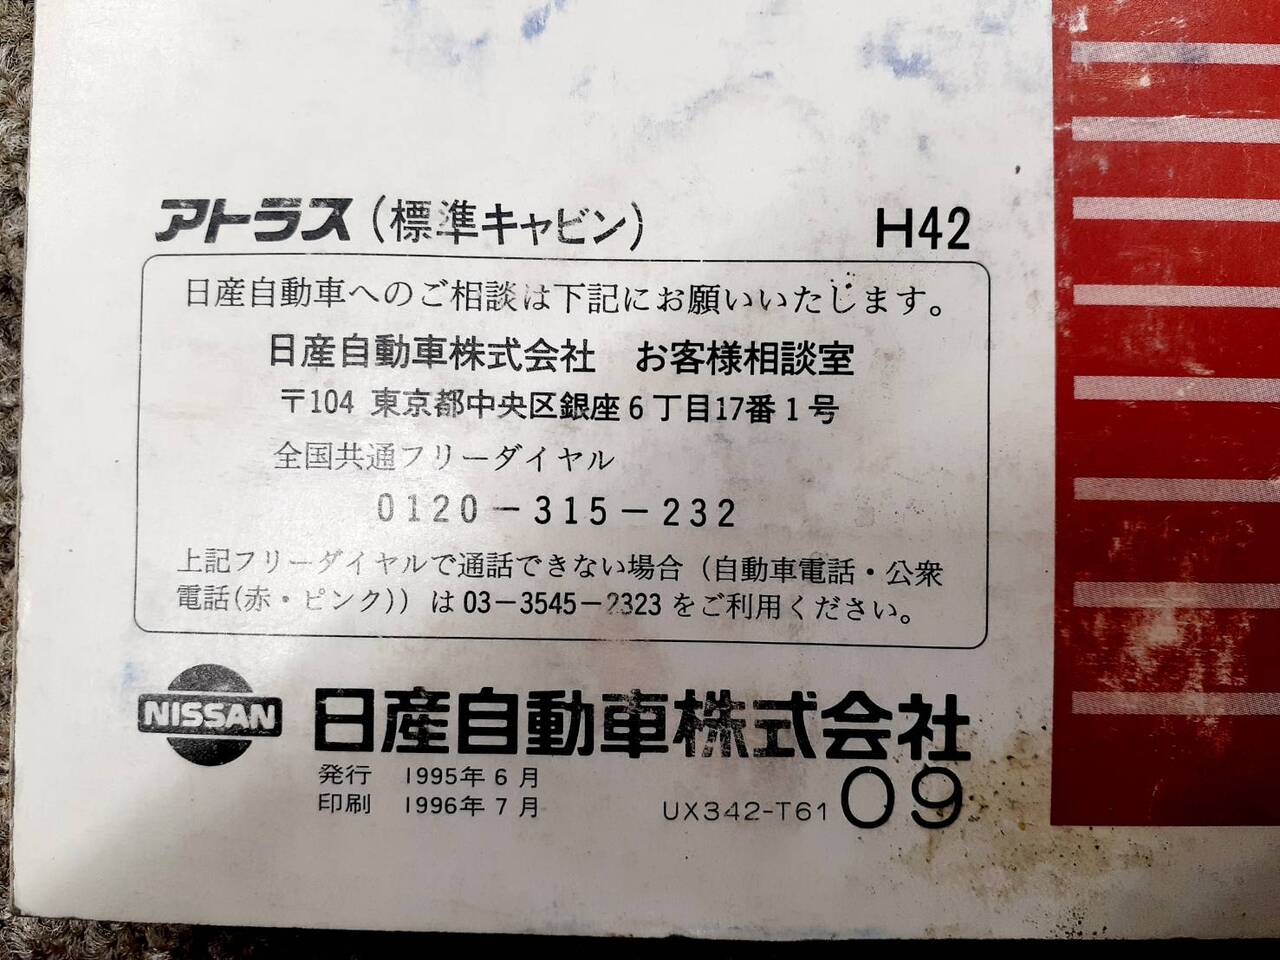 アトラス(標準キャビン) H42
日産自動車へのご相談は下記にお願いいたします。
日産自動車株式会社 お客様相談室
〒104 東京都中央区銀座6丁目17番1号
全国共通フリーダイヤル
0120-315-232
上記フリーダイヤルで通話できない場合(自動車電話・公衆
電話(赤・ピンク))は03-3545-2323をご利用ください。
NISSAN 日産自動車株式会社
発行 1995年6月
印刷 1996年7月 UX342-T61 09